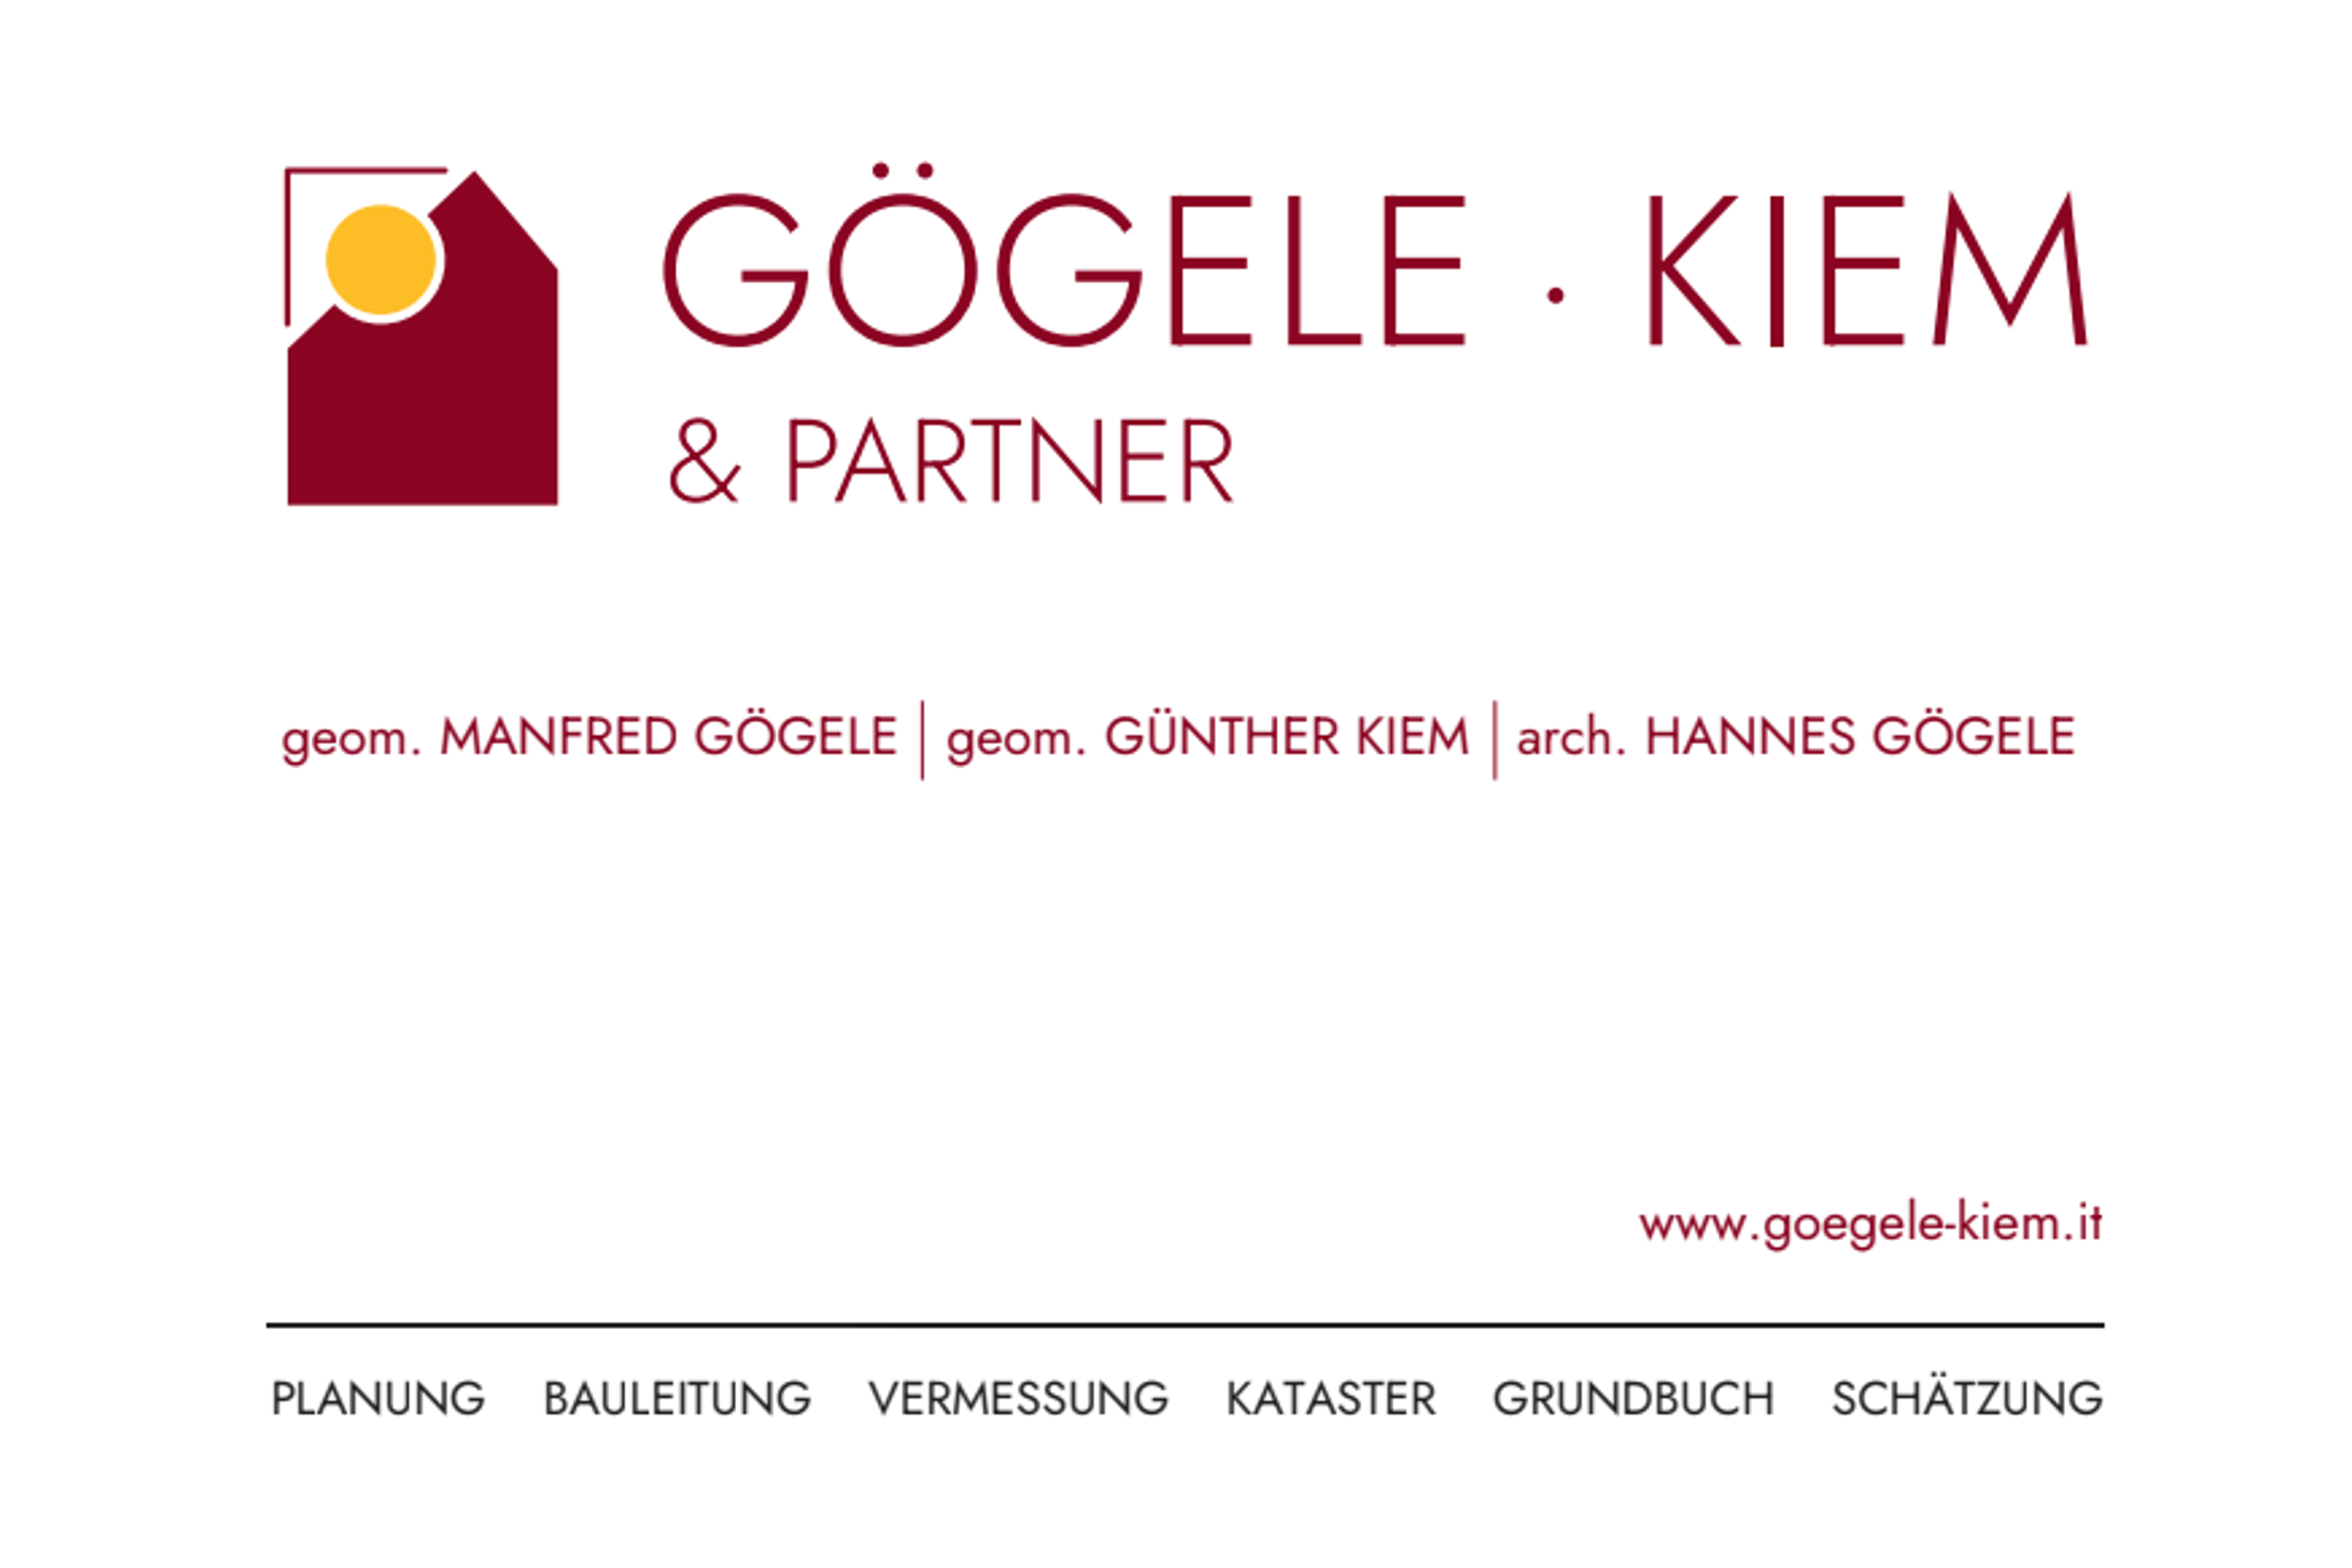 GÖGELE · KIEM
& PARTNER
geom. MANFRED GÖGELE | geom. GÜNTHER KIEM | arch. HANNES GÖGELE
www.goegele-kiem.it
PLANUNG BAULEITUNG VERMESSUNG KATASTER GRUNDBUCH SCHÄTZUNG